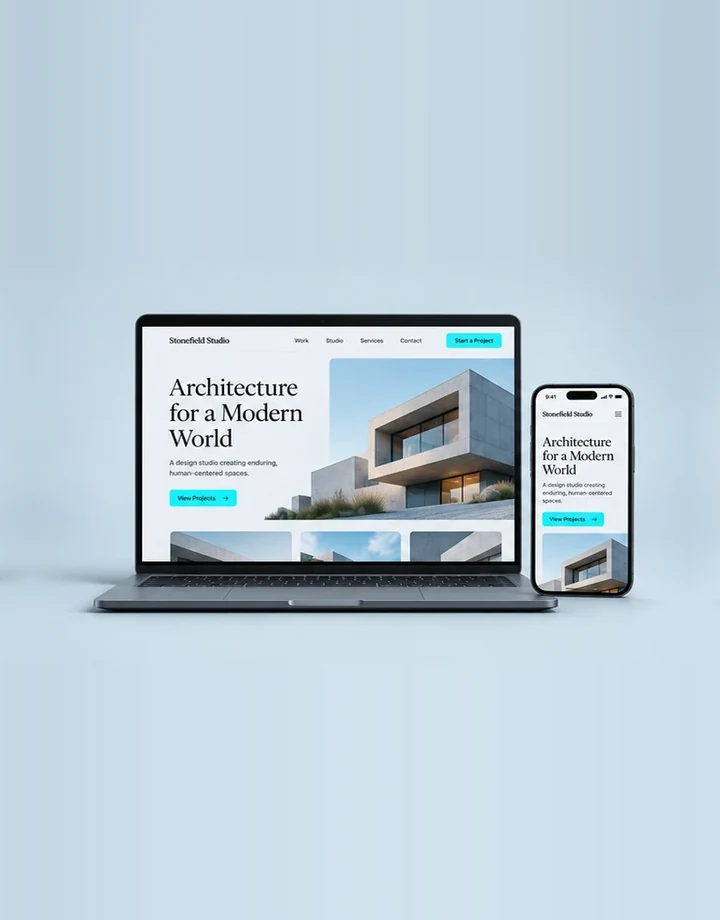 Stonefield Studio
Work Studio Services Contact Start a Project
Architecture
for a Modern
World
A design studio creating enduring,
human-centered spaces.
View Projects →
9:41
Stonefield Studio
Architecture
for a Modern
World
A design studio creating
enduring, human-centered
spaces.
View Projects →